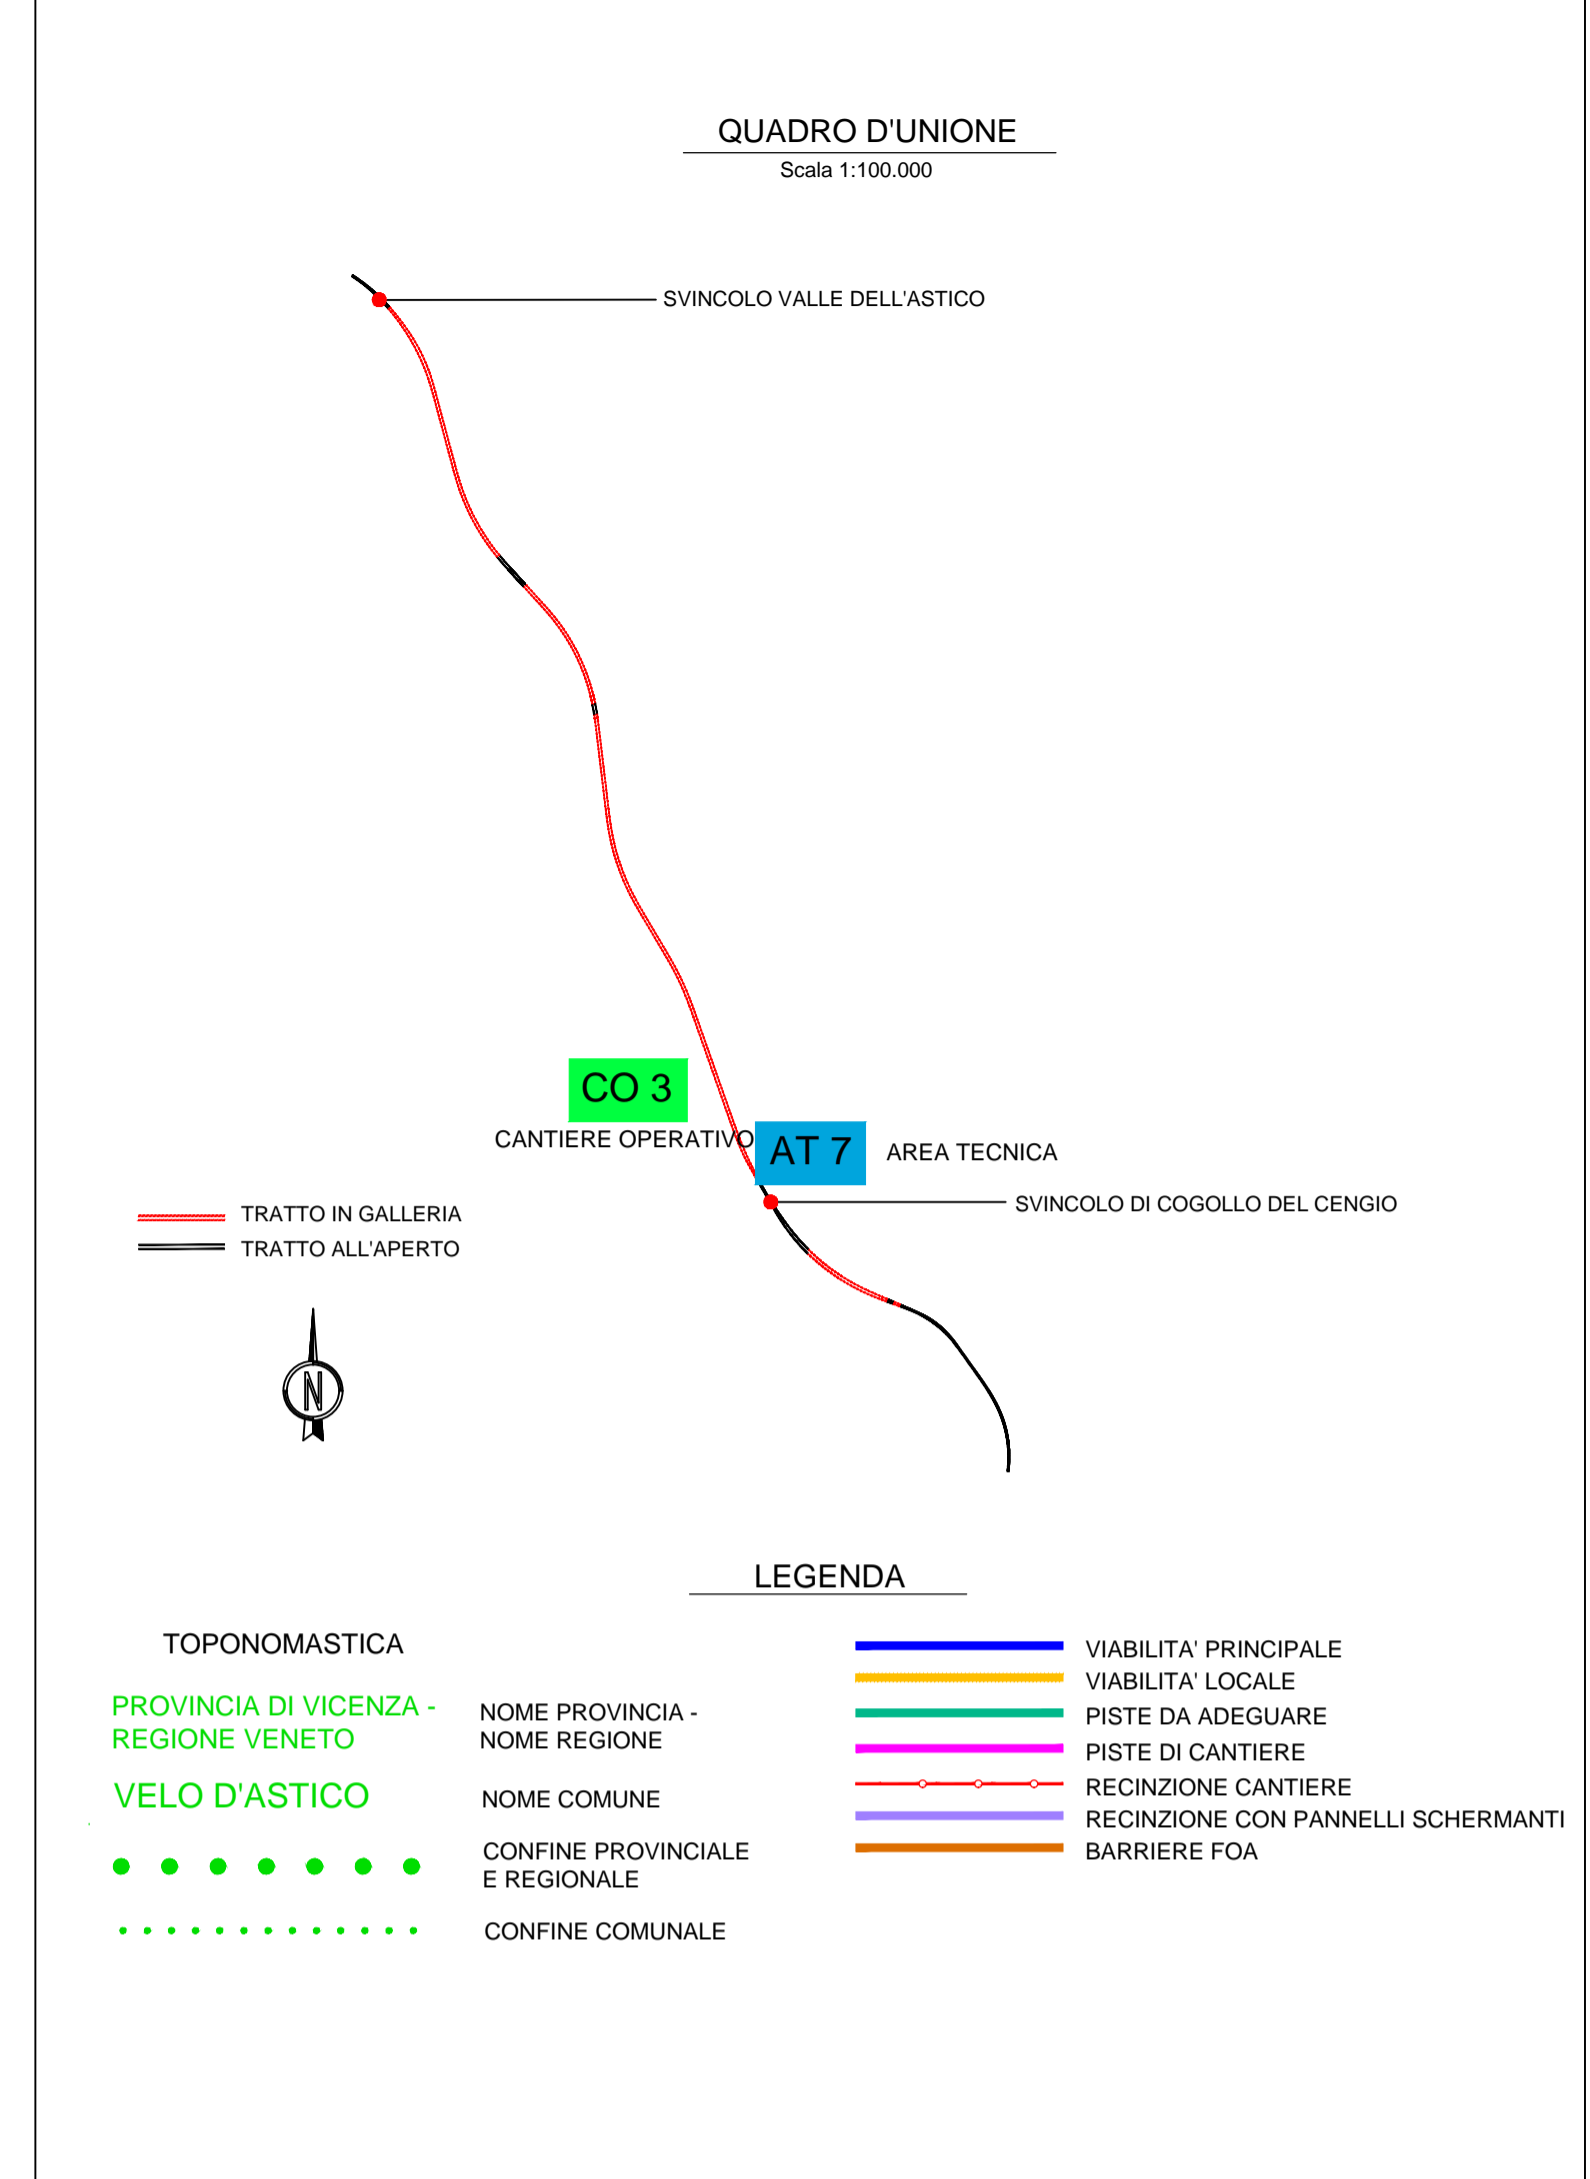 QUADRO D'UNIONE
Scala 1:100.000
SVINCOLO VALLE DELL'ASTICO
CO 3
CANTIERE OPERATIVO
AT 7
AREA TECNICA
SVINCOLO DI COGOLLO DEL CENGIO
TRATTO IN GALLERIA
TRATTO ALL'APERTO
N
LEGENDA
TOPONOMASTICA
PROVINCIA DI VICENZA -
REGIONE VENETO
NOME PROVINCIA -
NOME REGIONE
VELO D'ASTICO
NOME COMUNE
CONFINE PROVINCIALE
E REGIONALE
CONFINE COMUNALE
VIABILITA' PRINCIPALE
VIABILITA' LOCALE
PISTE DA ADEGUARE
PISTE DI CANTIERE
RECINZIONE CANTIERE
RECINZIONE CON PANNELLI SCHERMANTI
BARRIERE FOA